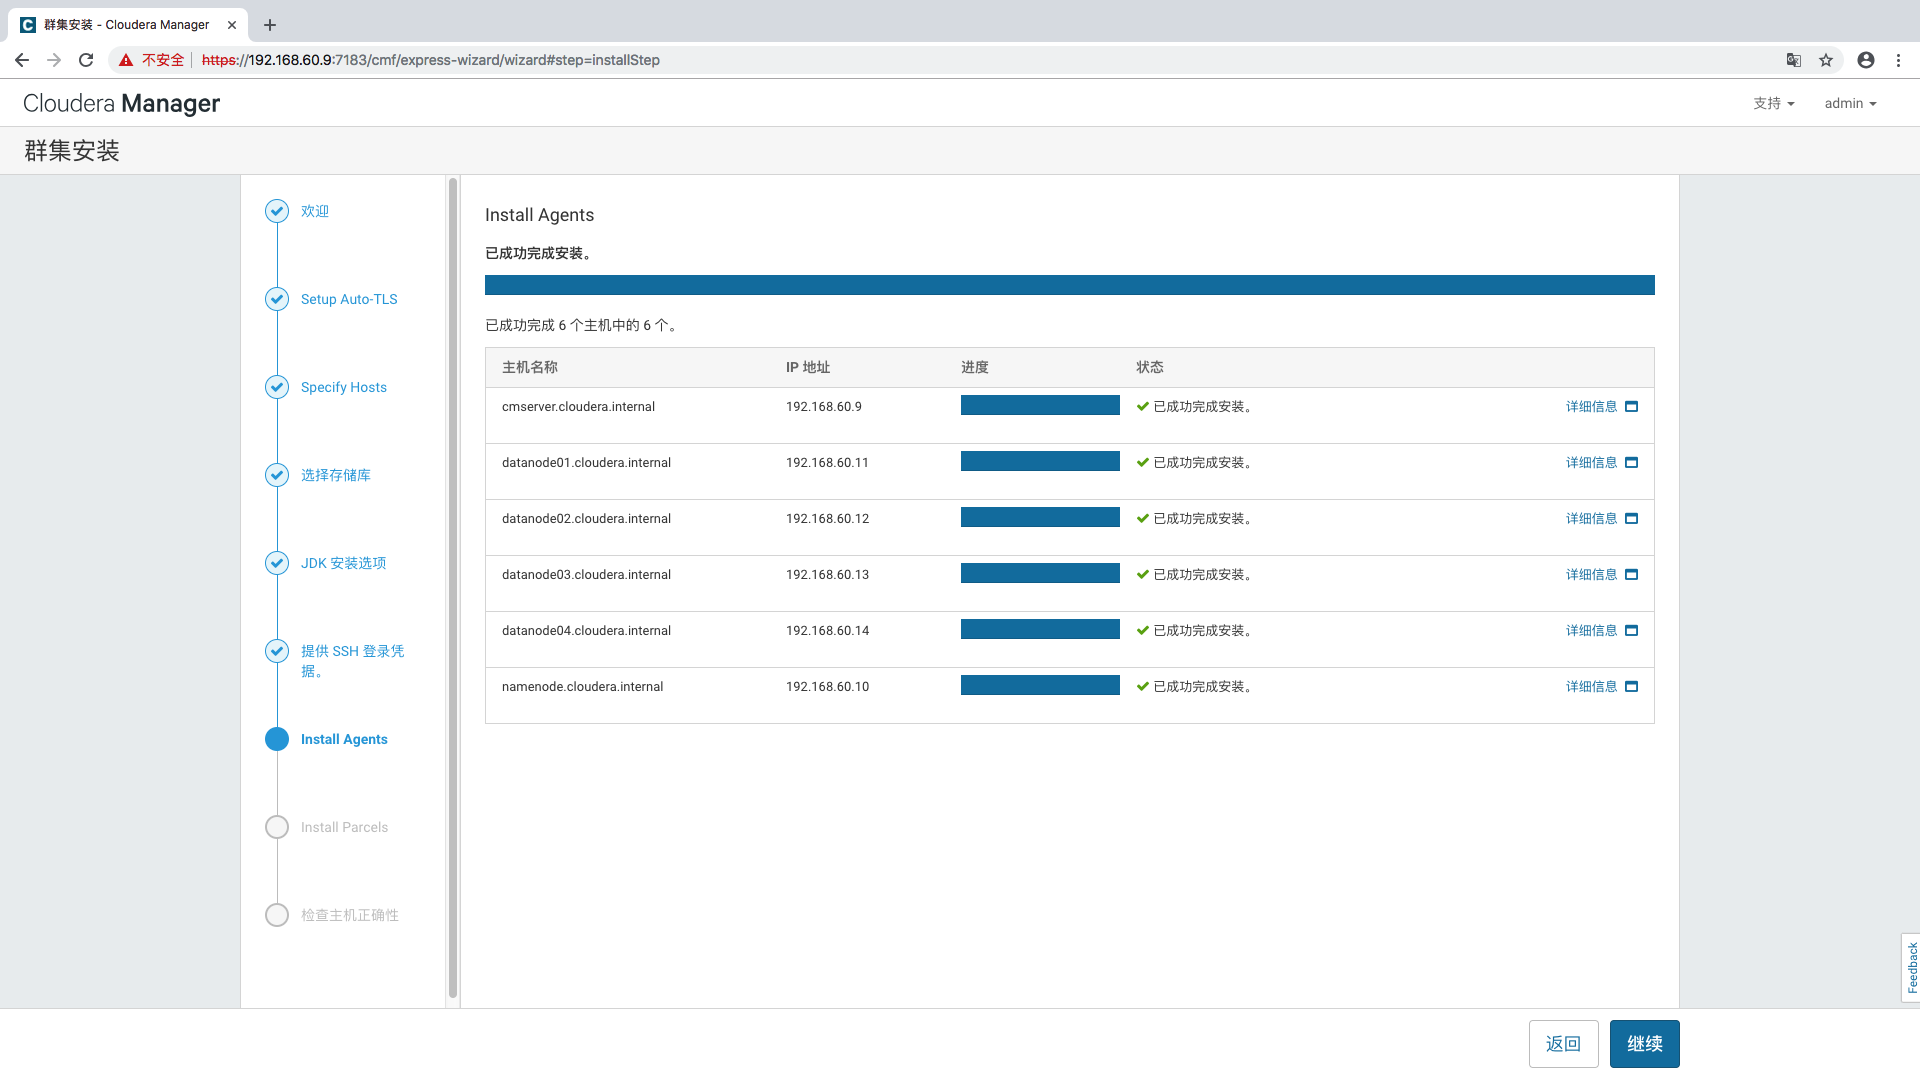 群集安装 - Cloudera Manager
不安全 https://192.168.60.9:7183/cmf/express-wizard/wizard#step=installStep
Cloudera Manager 支持 admin
群集安装
欢迎
Setup Auto-TLS
Specify Hosts
选择存储库
JDK 安装选项
提供 SSH 登录凭
据。
Install Agents
Install Parcels
检查主机正确性
Install Agents
已成功完成安装。
已成功完成 6 个主机中的 6 个。
主机名称 IP 地址 进度 状态
cmserver.cloudera.internal 192.168.60.9 已成功完成安装。 详细信息
datanode01.cloudera.internal 192.168.60.11 已成功完成安装。 详细信息
datanode02.cloudera.internal 192.168.60.12 已成功完成安装。 详细信息
datanode03.cloudera.internal 192.168.60.13 已成功完成安装。 详细信息
datanode04.cloudera.internal 192.168.60.14 已成功完成安装。 详细信息
namenode.cloudera.internal 192.168.60.10 已成功完成安装。 详细信息
Feedback
返回 继续